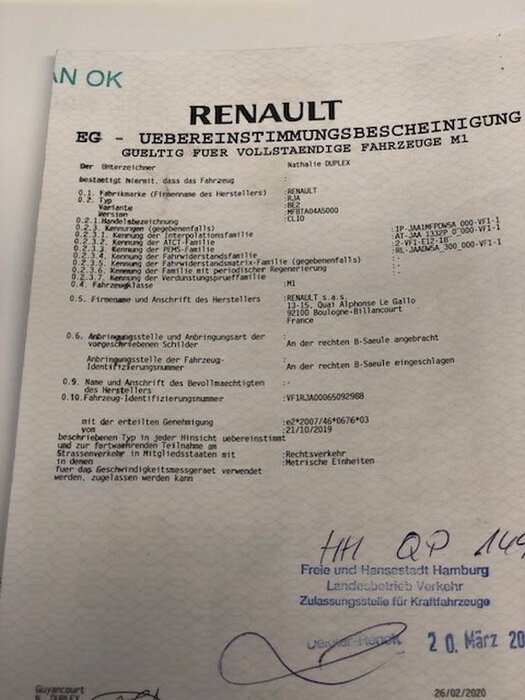 AN OK
RENAULT
EG - UEBEREINSTIMMUNGSBESCHEINIGUNG
GUELTIG FUER VOLLSTAENDIGE FAHRZEUGE M1
Der Unterzeichner Nathalie DUPLEX
bestaetigt hiermit, dass das Fahrzeug :
0.1. Fabrikmarke (Firmenname des Herstellers) :RENAULT
0.2. Typ :RJA
Variante :BE2
Version :MFBTA04A5000
0.2.1.Handelsbezeichnung :CLIO
0.2.3. Kennungen (gegebenenfalls)
0.2.3.1. Kennung der Interpolationsfamilie :IP-JAA1MFPDW5A_000-VF1-1
0.2.3.2. Kennung der ATCT-Familie :AT-JAA_1332P_0_000-VF1-1
0.2.3.3. Kennung der PEMS-Familie :2-VF1-E12-1B
0.2.3.4. Kennung der Fahrwiderstandsfamilie :RL-JAADW5A_300_000-VF1-1
0.2.3.5. Kennung der Fahrwiderstandsmatrix-Familie (gegebenenfalls) :-
0.2.3.6. Kennung der Familie mit periodischer Regenerierung :-
0.2.3.7. Kennung der Verdunstungsprueffamilie :-
0.4. Fahrzeugklasse :M1
0.5. Firmenname und Anschrift des Herstellers :RENAULT s.a.s.
13-15, Quai Alphonse Le Gallo
92100 Boulogne-Billancourt
France
0.6. Anbringungsstelle und Anbringungsart der
vorgeschriebenen Schilder :An der rechten B-Saeule angebracht
Anbringungsstelle der Fahrzeug-
Identifizierungsnummer :An der rechten B-Saeule eingeschlagen
0.9. Name und Anschrift des Bevollmaechtigten :-
des Herstellers
0.10.Fahrzeug-Identifizierungsnummer :VF1RJA00065092988
mit der erteilten Genehmigung :e2*2007/46*0676*03
vom :21/10/2019
beschriebenen Typ in jeder Hinsicht uebereinstimmt
und zur fortwaehrenden Teilnahme am
Strassenverkehr in Mitgliedsstaaten mit :Rechtsverkehr
in denen :Metrische Einheiten
fuer das Geschwindigkeitsmessgeraet verwendet
werden, zugelassen werden kann
HH QP 144
Freie und Hansestadt Hamburg
Landesbetrieb Verkehr
Zulassungsstelle für Kraftfahrzeuge
20. März 20
Guyancourt
N. DUPLEX 26/02/2020